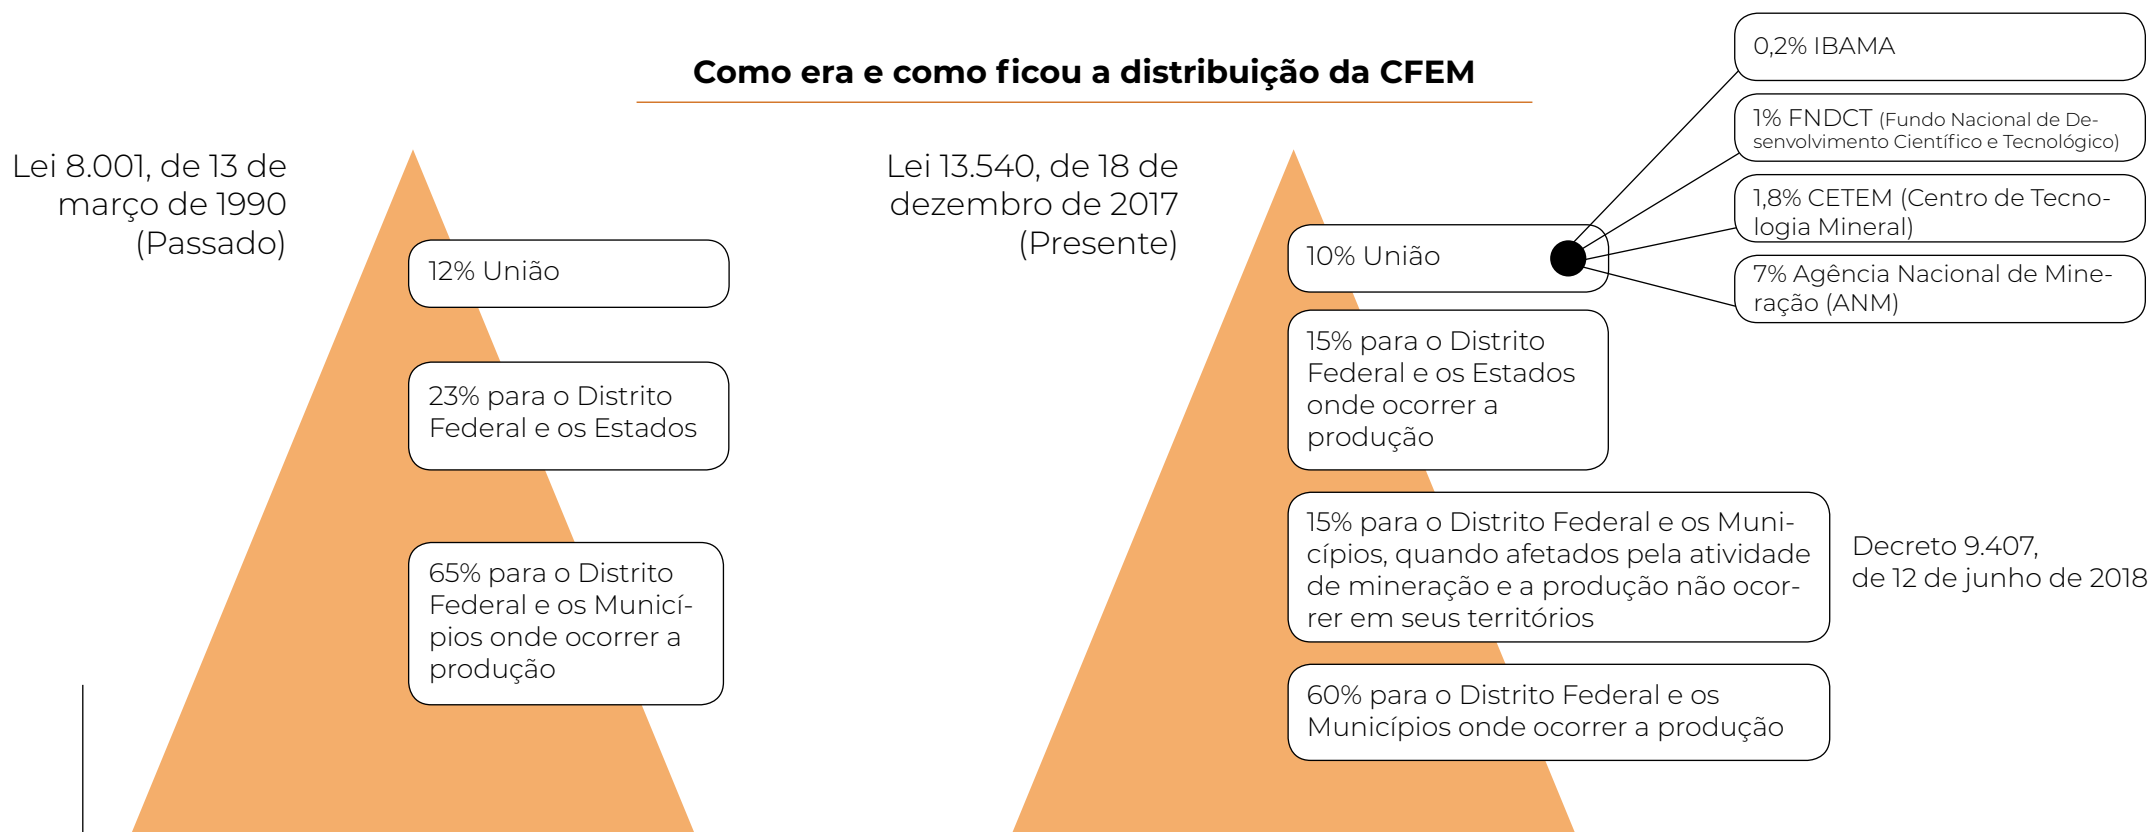 Como era e como ficou a distribuição da CFEM
Lei 8.001, de 13 de
março de 1990
(Passado)
12% União
23% para o Distrito
Federal e os Estados
65% para o Distrito
Federal e os Municí-
pios onde ocorrer a
produção
Lei 13.540, de 18 de
dezembro de 2017
(Presente)
10% União
0,2% IBAMA
1% FNDCT (Fundo Nacional de De-
senvolvimento Científico e Tecnológico)
1,8% CETEM (Centro de Tecno-
logia Mineral)
7% Agência Nacional de Mine-
ração (ANM)
15% para o Distrito
Federal e os Estados
onde ocorrer a
produção
15% para o Distrito Federal e os Muni-
cípios, quando afetados pela atividade
de mineração e a produção não ocor-
rer em seus territórios
Decreto 9.407,
de 12 de junho de 2018
60% para o Distrito Federal e os
Municípios onde ocorrer a produção